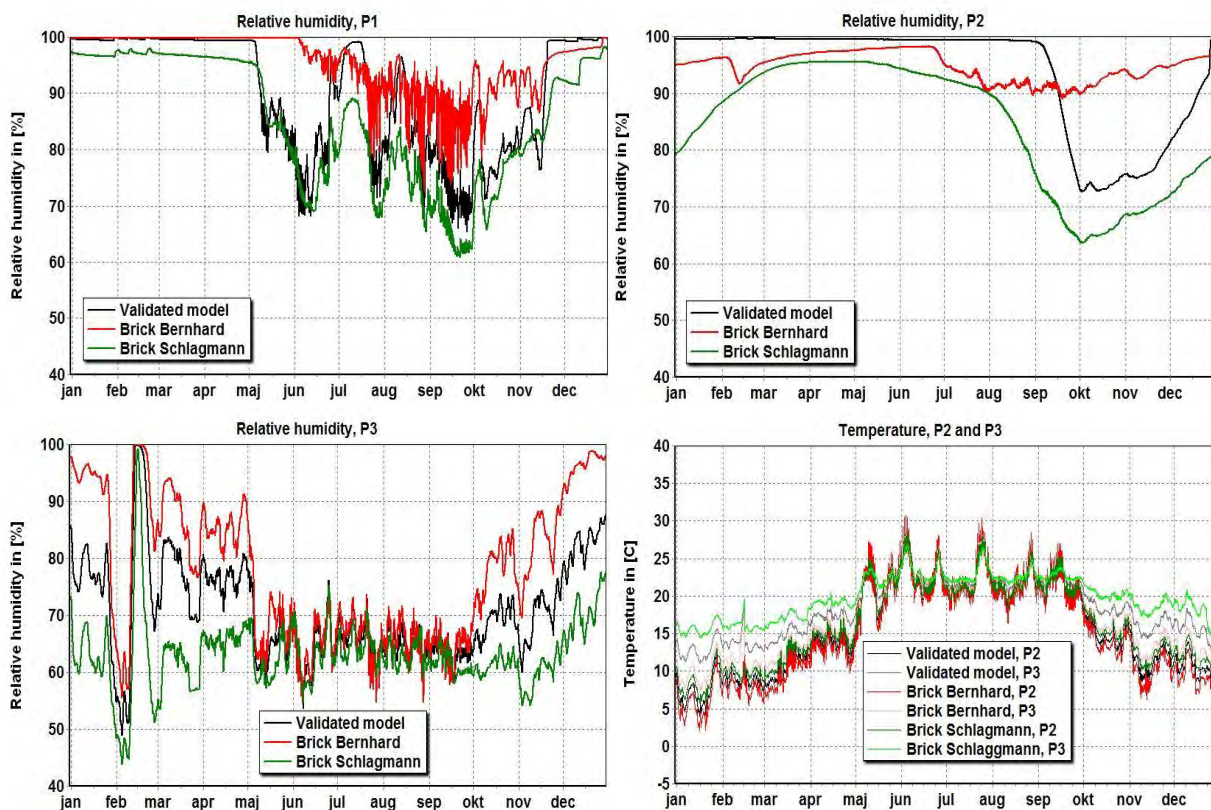 Relative humidity, P1
Relative humidity in [%]
100
90
80
70
60
50
40
Validated model
Brick Bernhard
Brick Schlagmann
jan feb mar apr maj jun jul aug sep okt nov dec
Relative humidity, P2
Relative humidity in [%]
100
90
80
70
60
50
40
Validated model
Brick Bernhard
Brick Schlagmann
jan feb mar apr maj jun jul aug sep okt nov dec
Relative humidity, P3
Relative humidity in [%]
100
90
80
70
60
50
40
Validated model
Brick Bernhard
Brick Schlagmann
jan feb mar apr maj jun jul aug sep okt nov dec
Temperature, P2 and P3
Temperature in [C]
40
35
30
25
20
15
10
5
0
-5
Validated model, P2
Validated model, P3
Brick Bernhard, P2
Brick Bernhard, P3
Brick Schlagmann, P2
Brick Schlaggmann, P3
jan feb mar apr maj jun jul aug sep okt nov dec